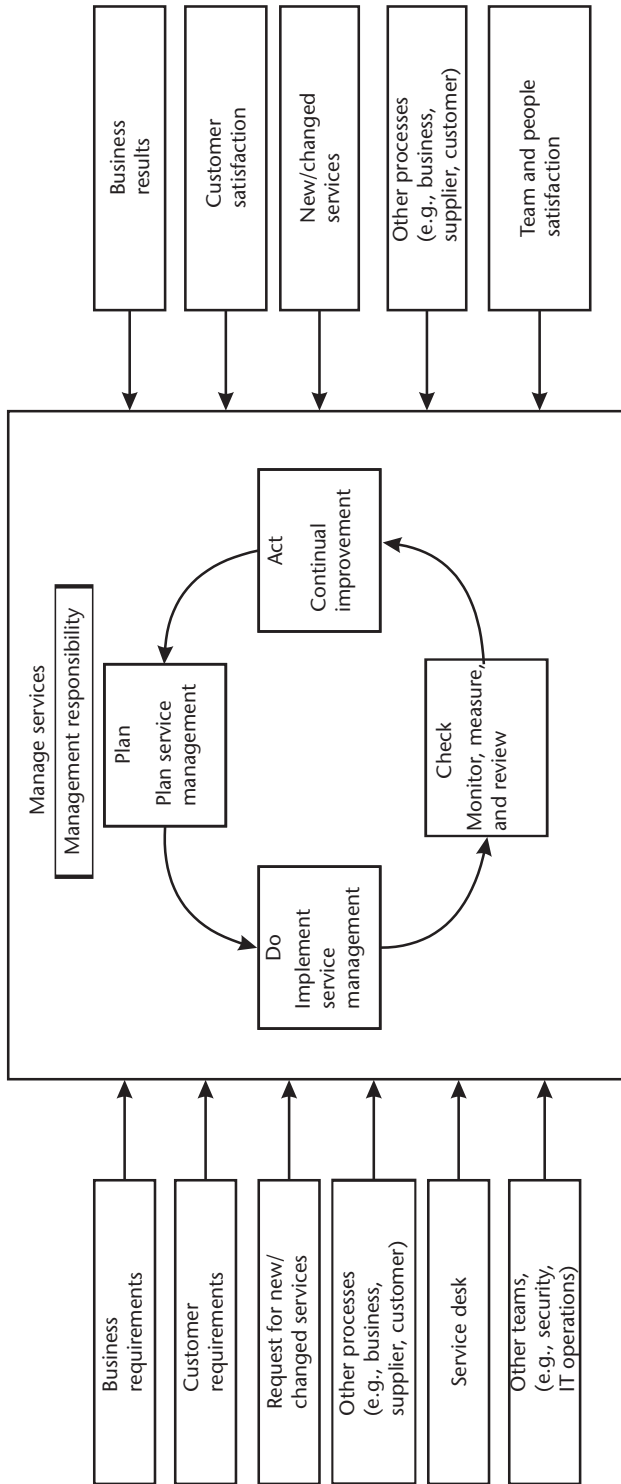 Manage services
Management responsibility
Business
requirements
Customer
requirements
Request for new/
changed services
Other processes
(e.g., business,
supplier, customer)
Service desk
Other teams,
(e.g., security,
IT operations)
Plan
Plan service
management
Do
Implement
service
management
Check
Monitor, measure,
and review
Act
Continual
improvement
Business
results
Customer
satisfaction
New/changed
services
Other processes
(e.g., business,
supplier, customer)
Team and people
satisfaction